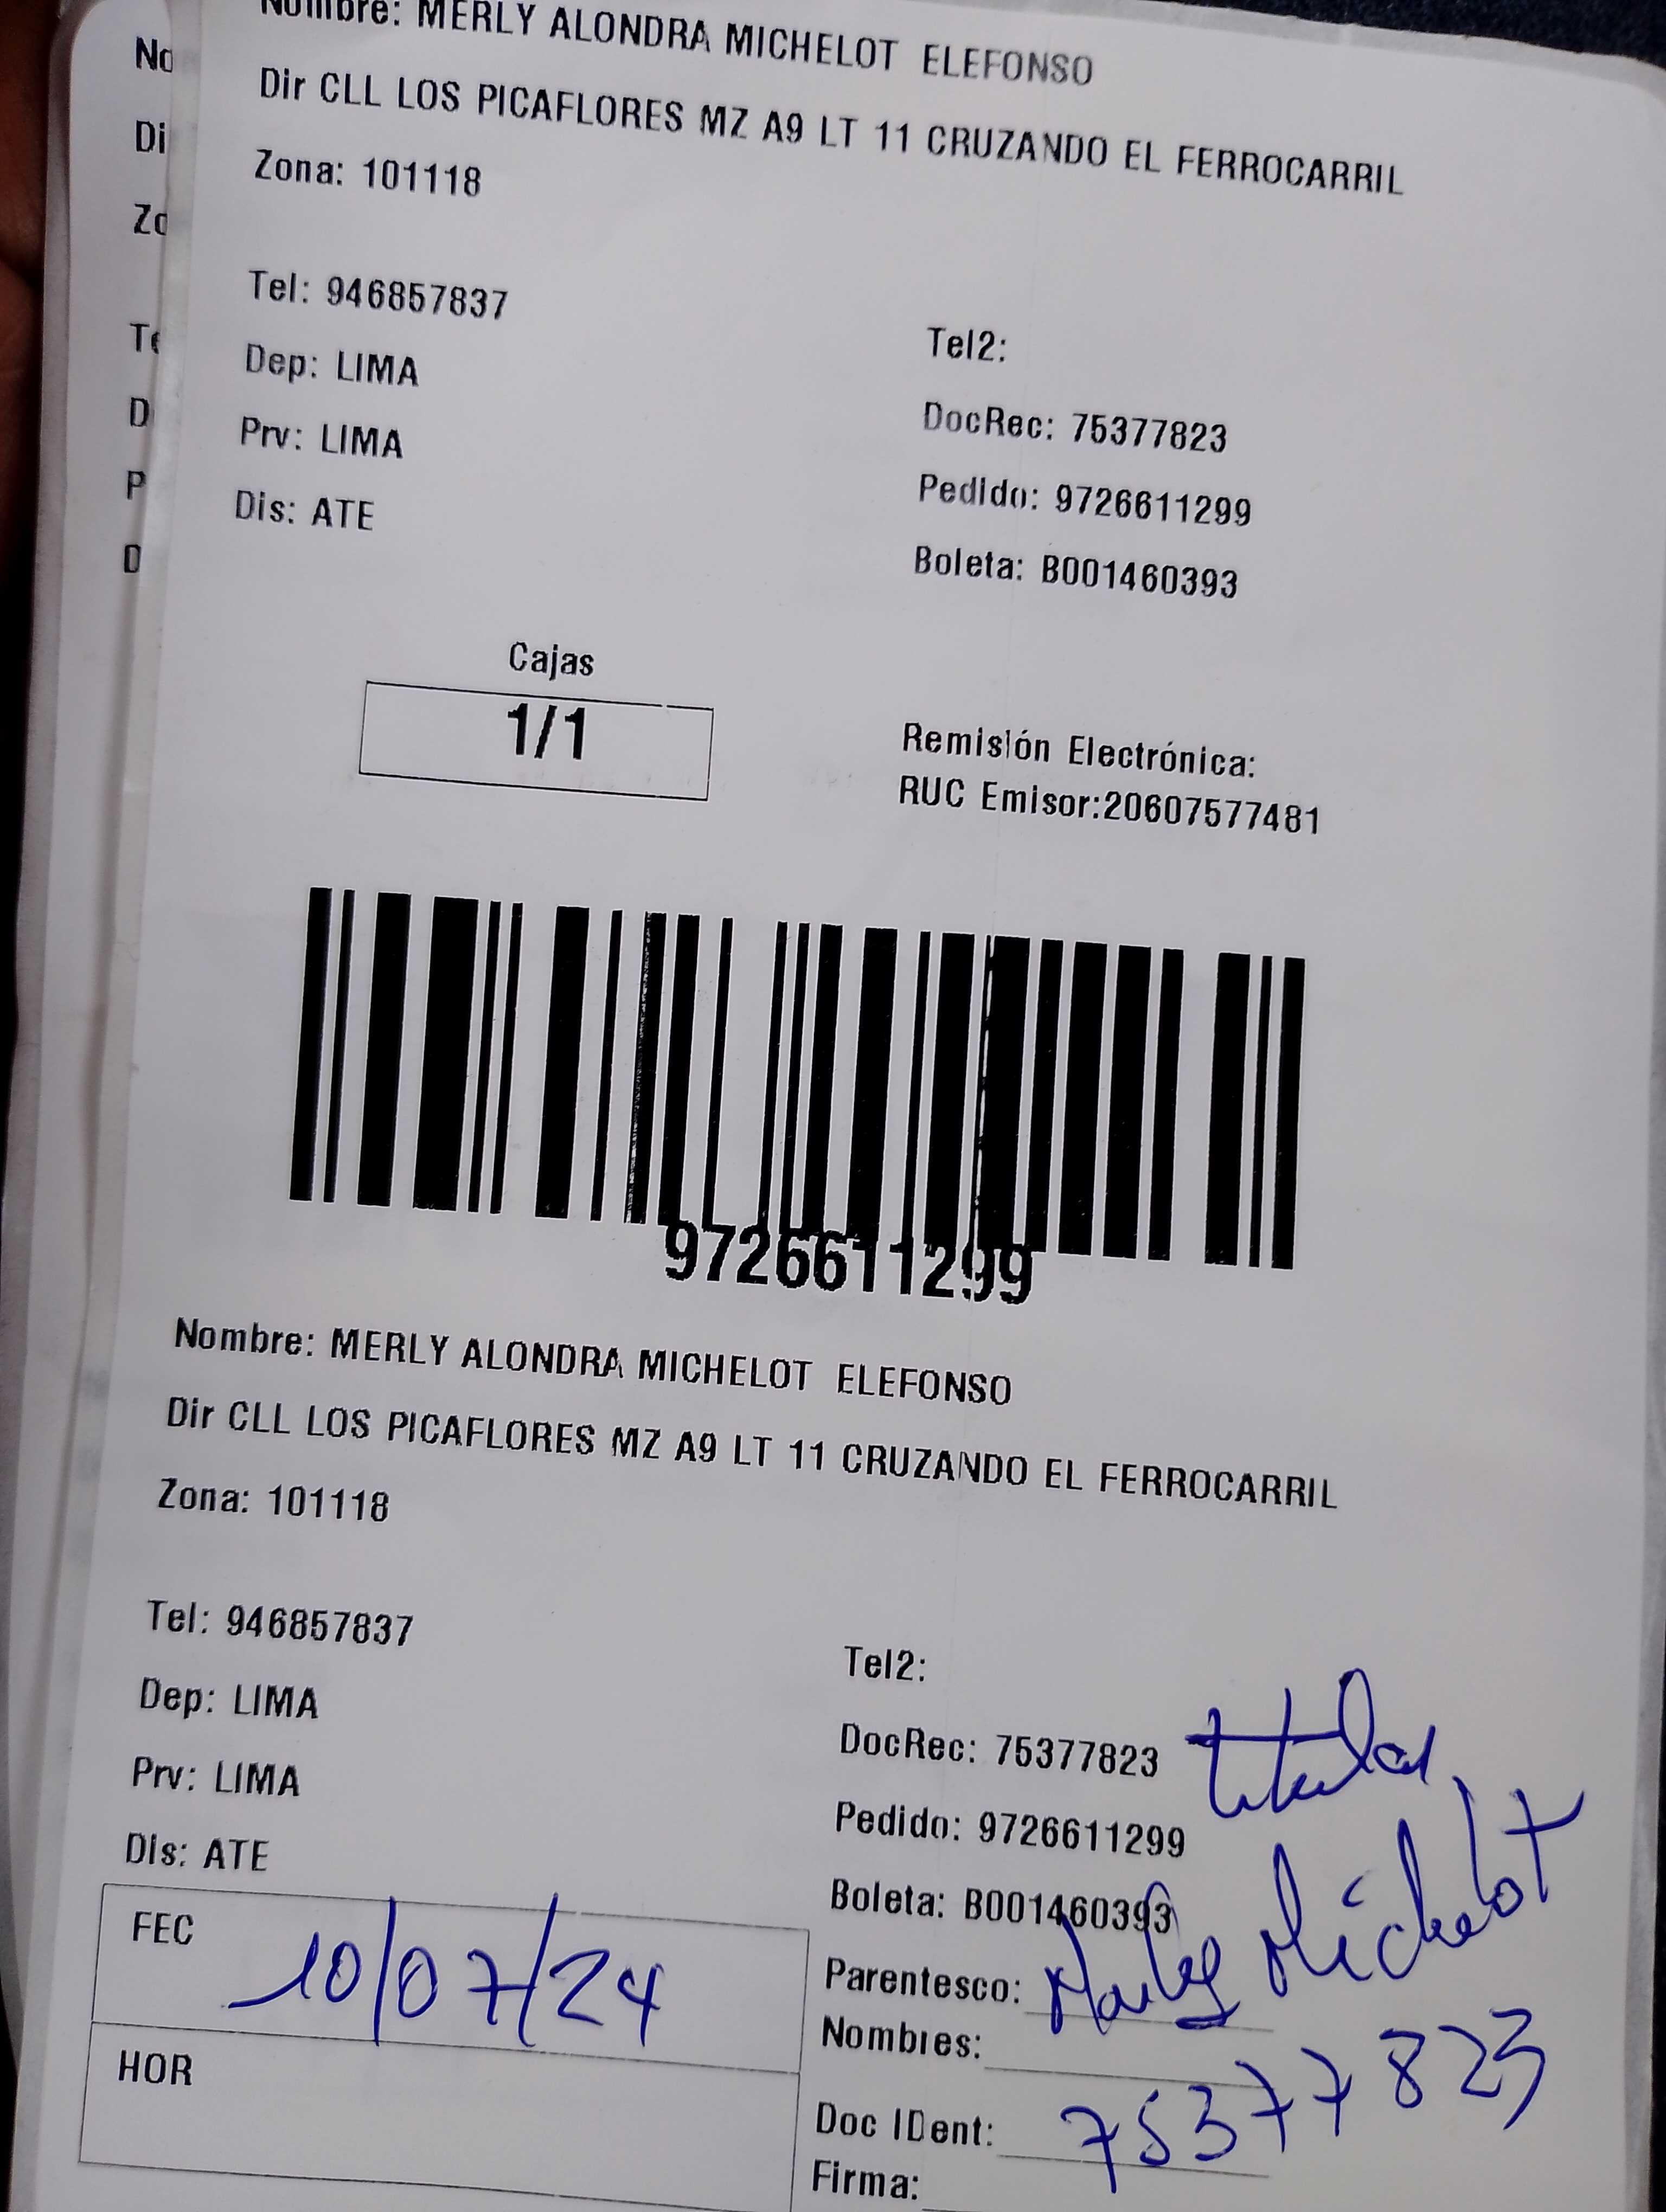 Nombre: MERLY ALONDRA MICHELOT ELEFONSO
No
Dir CLL LOS PICAFLORES MZ A9 LT 11 CRUZANDO EL FERROCARRIL
Di
Zona: 101118
Zo
Tel: 946857837
Tel2:
Te
Dep: LIMA
DocRec: 75377823
D
Prv: LIMA
Pedido: 9726611299
P
Dis: ATE
Boleta: B001460393
D
Cajas
1/1
Remisión Electrónica:
RUC Emisor:20607577481
9726611299
Nombre: MERLY ALONDRA MICHELOT ELEFONSO
Dir CLL LOS PICAFLORES MZ A9 LT 11 CRUZANDO EL FERROCARRIL
Zona: 101118
Tel: 946857837
Tel2:
Dep: LIMA
DocRec: 75377823 titular
Prv: LIMA
Pedido: 9726611299
Dis: ATE
Boleta: B001460393
FEC 10/07/24
Parentesco: Michelot
Nombres:
HOR
Doc IDent: 75377823
Firma: